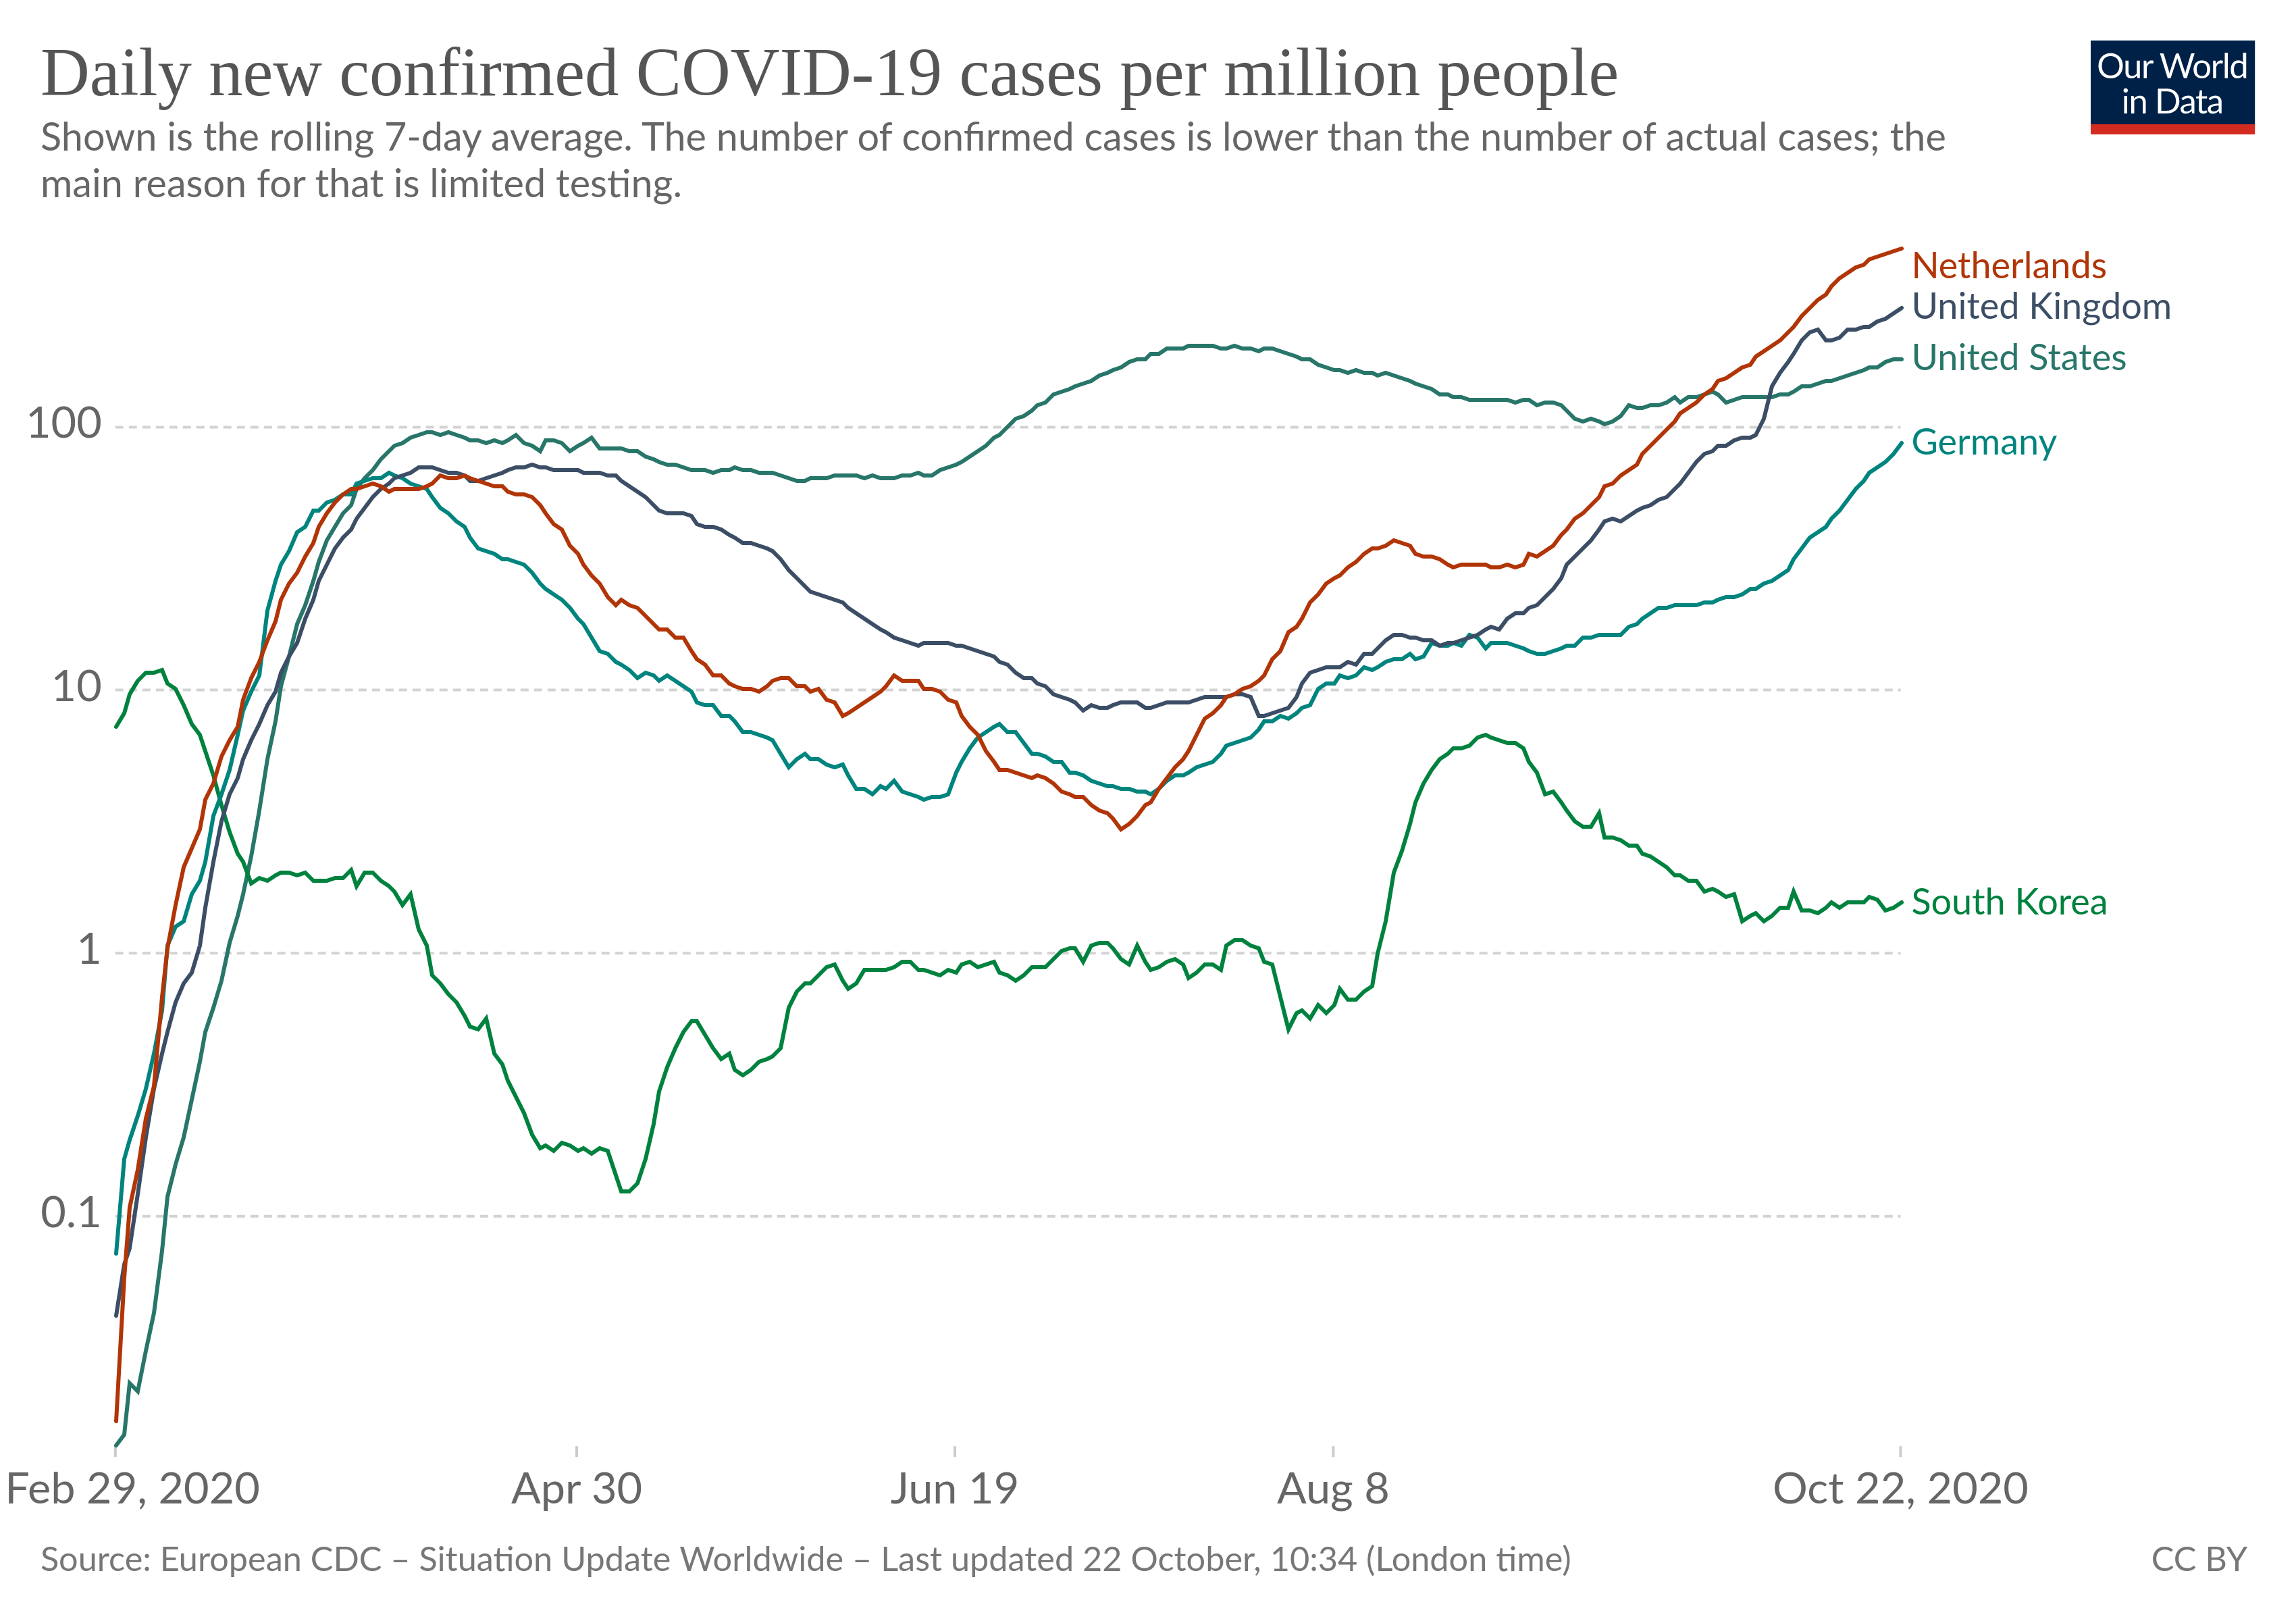 Daily new confirmed COVID-19 cases per million people
Our World
in Data
Shown is the rolling 7-day average. The number of confirmed cases is lower than the number of actual cases; the
main reason for that is limited testing.
Netherlands
United Kingdom
United States
100
Germany
10
South Korea
1
0.1
Feb 29, 2020
Apr 30
Jun 19
Aug 8
Oct 22, 2020
Source: European CDC – Situation Update Worldwide – Last updated 22 October, 10:34 (London time)
CC BY